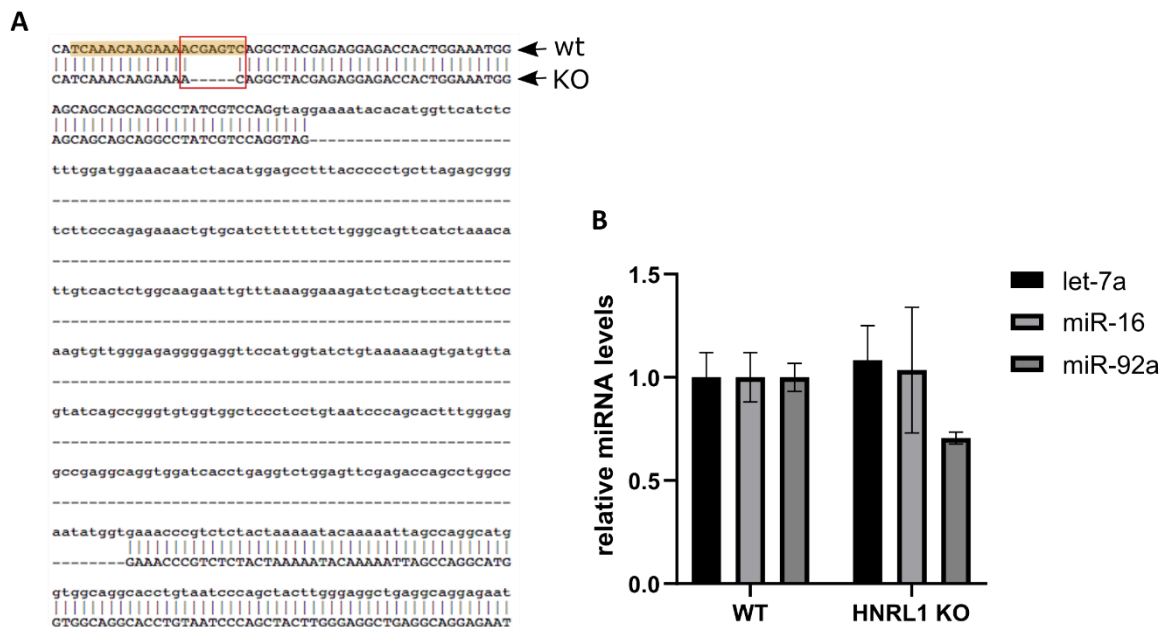 A
CATCAAACAAGAAAACGAGTCAGGCTACGAGAGGAGACCACTGGAAATGG
wt
CATCAAACAAGAAAA-----CAGGCTACGAGAGGAGACCACTGGAAATGG
KO
AGCAGCAGCAGGCCTATCGTCCAGgtaggaaaatacacatggttcatctc
AGCAGCAGCAGGCCTATCGTCCAGGTAG----------------------
tttggatggaaacaatctacatggagcctttaccccctgcttagagcggg
--------------------------------------------------
tcttcccagagaaactgtgcatcttttttcttgggcagttcatctaaaca
--------------------------------------------------
ttgtcactctggcaagaattgtttaaaggaaagatctcagtcctatttcc
--------------------------------------------------
aagtgttgggagaggggaggttccatggtatctgtaaaaaagtgatgtta
--------------------------------------------------
gtatcagccgggtgtggtggctccctcctgtaatcccagcactttgggag
--------------------------------------------------
gccgaggcaggtggatcacctgaggtctggagttcgagaccagcctggcc
--------------------------------------------------
aatatggtgaaacccgtctctactaaaaatacaaaaattagccaggcatg
--------GAAACCCGTCTCTACTAAAAATACAAAAATTAGCCAGGCATG
gtggcaggcacctgtaatcccagctacttgggaggctgaggcaggagaat
GTGGCAGGCACCTGTAATCCCAGCTACTTGGGAGGCTGAGGCAGGAGAAT
B
relative miRNA levels
1.5
1.0
0.5
0.0
WT
HNRL1 KO
let-7a
miR-16
miR-92a